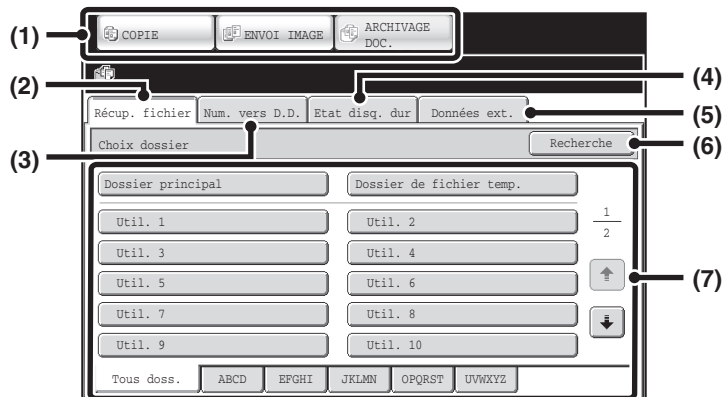 (1) COPIE ENVOI IMAGE ARCHIVAGE DOC.
(2) (4)
Récup. fichier Num. vers D.D. Etat disq. dur Données ext. (5)
(3) Choix dossier Recherche (6)
Dossier principal Dossier de fichier temp.
Util. 1 Util. 2 1
2
Util. 3 Util. 4
Util. 5 Util. 6 (7)
Util. 7 Util. 8
Util. 9 Util. 10
Tous doss. ABCD EFGHI JKLMN OPQRST UVWXYZ